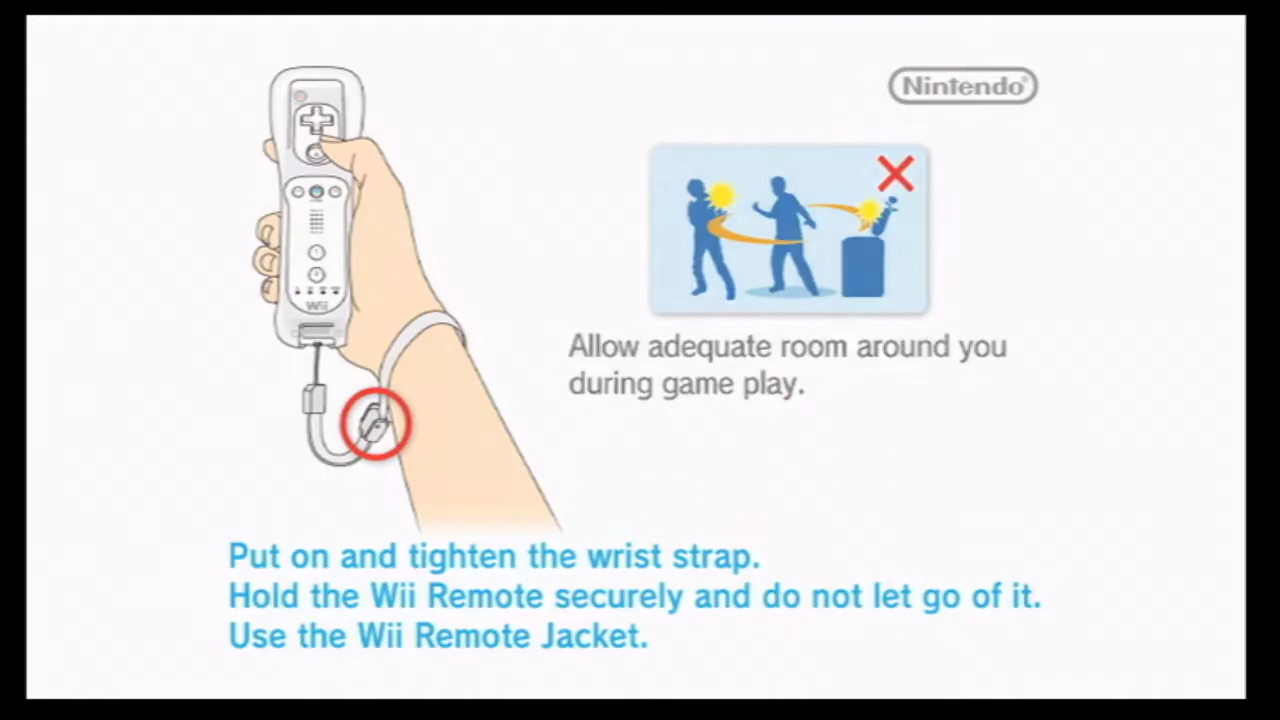 Nintendo®
Wii
Allow adequate room around you
during game play.
Put on and tighten the wrist strap.
Hold the Wii Remote securely and do not let go of it.
Use the Wii Remote Jacket.